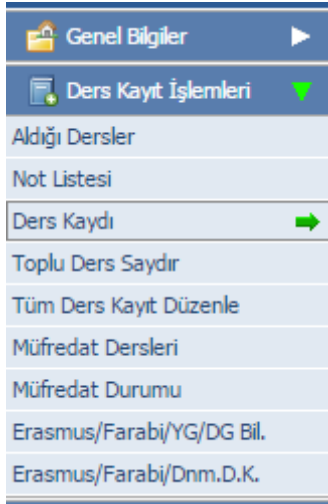 Genel Bilgiler
Ders Kayıt İşlemleri
Aldığı Dersler
Not Listesi
Ders Kaydı
Toplu Ders Saydır
Tüm Ders Kayıt Düzenle
Müfredat Dersleri
Müfredat Durumu
Erasmus/Farabi/YG/DG Bil.
Erasmus/Farabi/Dnm.D.K.